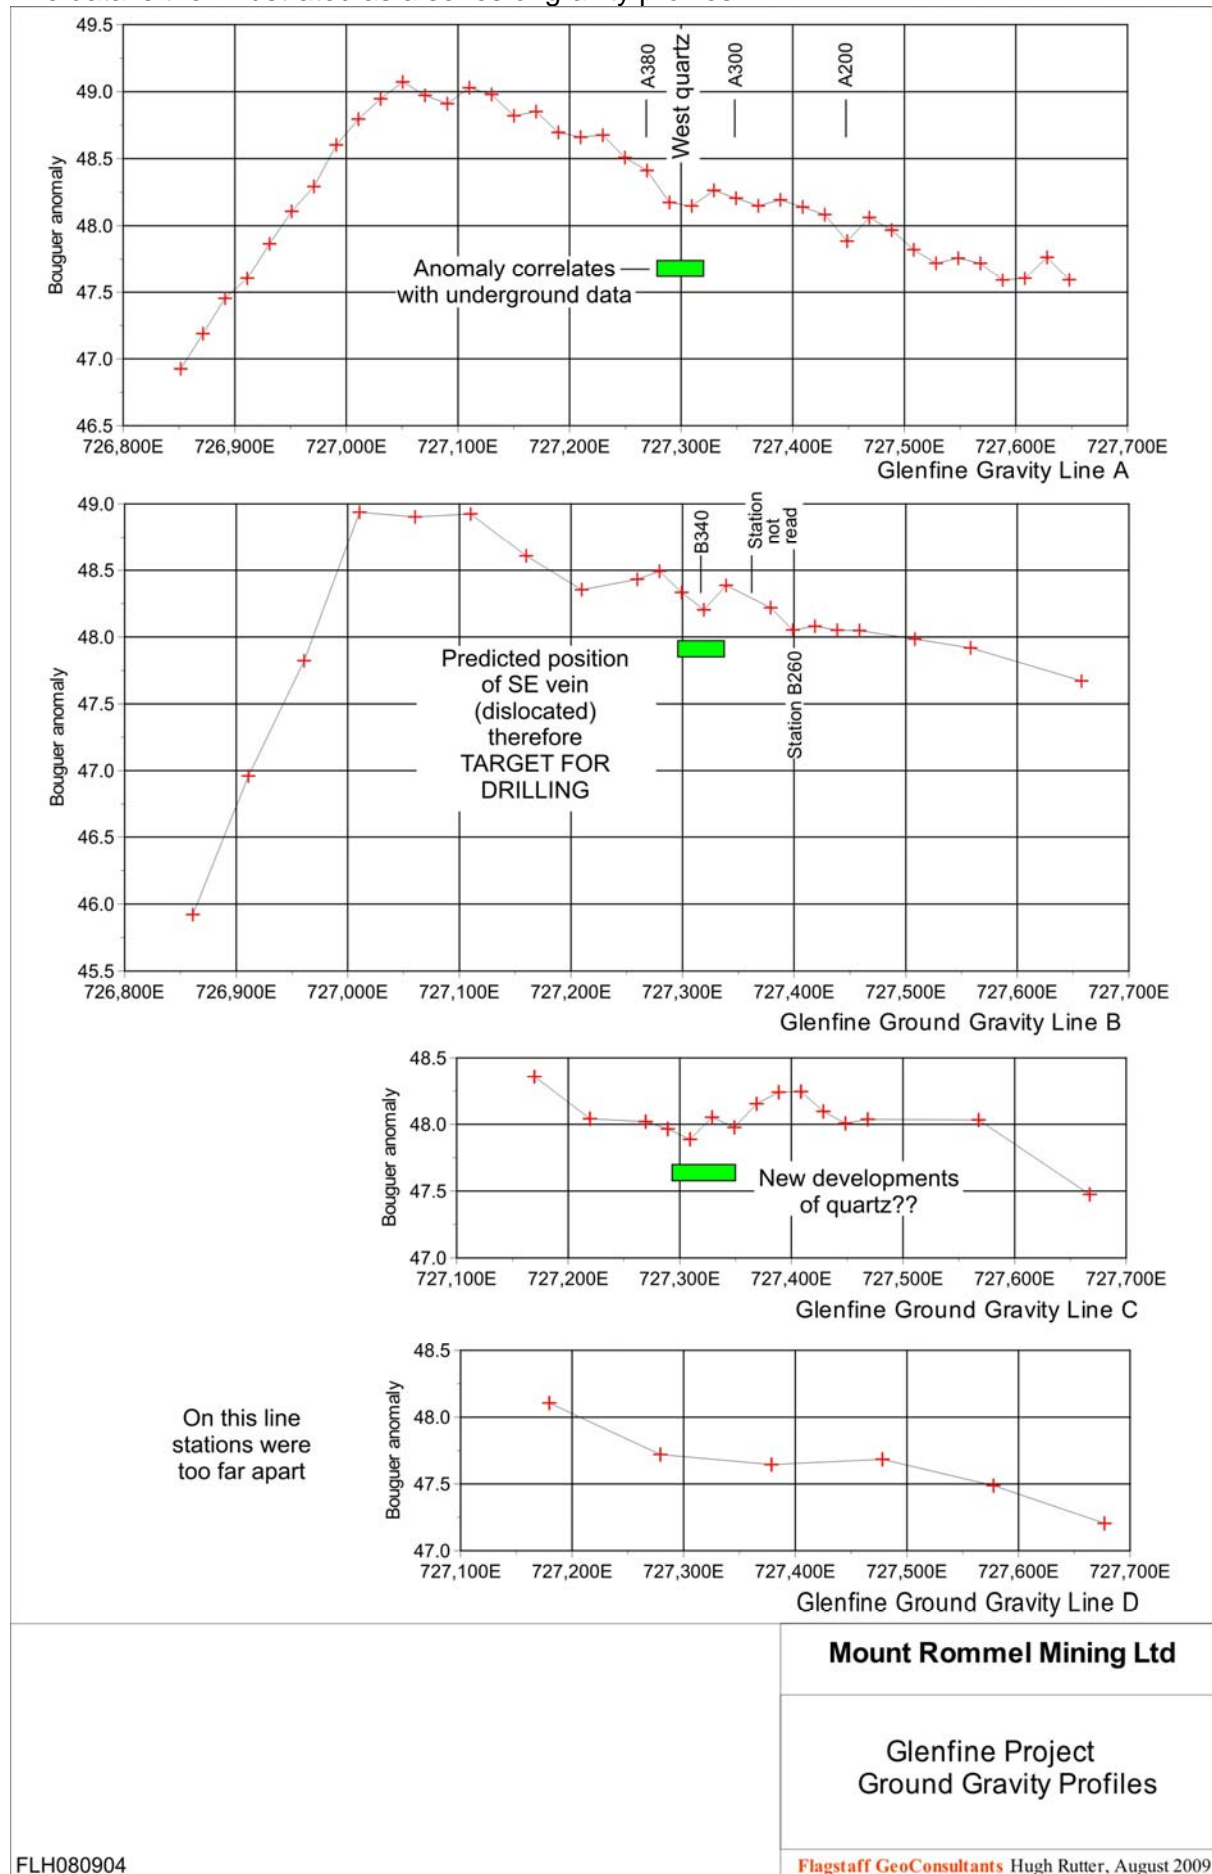 49.5
49.0
48.5
48.0
47.5
47.0
46.5
Bouguer anomaly
A380
West quartz
A300
A200
Anomaly correlates
with underground data
726,800E 726,900E 727,000E 727,100E 727,200E 727,300E 727,400E 727,500E 727,600E 727,700E
Glenfine Gravity Line A
49.0
48.5
48.0
47.5
47.0
46.5
46.0
45.5
Bouguer anomaly
B340
Station
not
read
Station B260
Predicted position
of SE vein
(dislocated)
therefore
TARGET FOR
DRILLING
726,800E 726,900E 727,000E 727,100E 727,200E 727,300E 727,400E 727,500E 727,600E 727,700E
Glenfine Ground Gravity Line B
48.5
48.0
47.5
47.0
Bouguer anomaly
New developments
of quartz??
727,100E 727,200E 727,300E 727,400E 727,500E 727,600E 727,700E
Glenfine Ground Gravity Line C
48.5
48.0
47.5
47.0
Bouguer anomaly
On this line
stations were
too far apart
727,100E 727,200E 727,300E 727,400E 727,500E 727,600E 727,700E
Glenfine Ground Gravity Line D
Mount Rommel Mining Ltd
Glenfine Project
Ground Gravity Profiles
FLH080904
Flagstaff GeoConsultants Hugh Rutter, August 2009